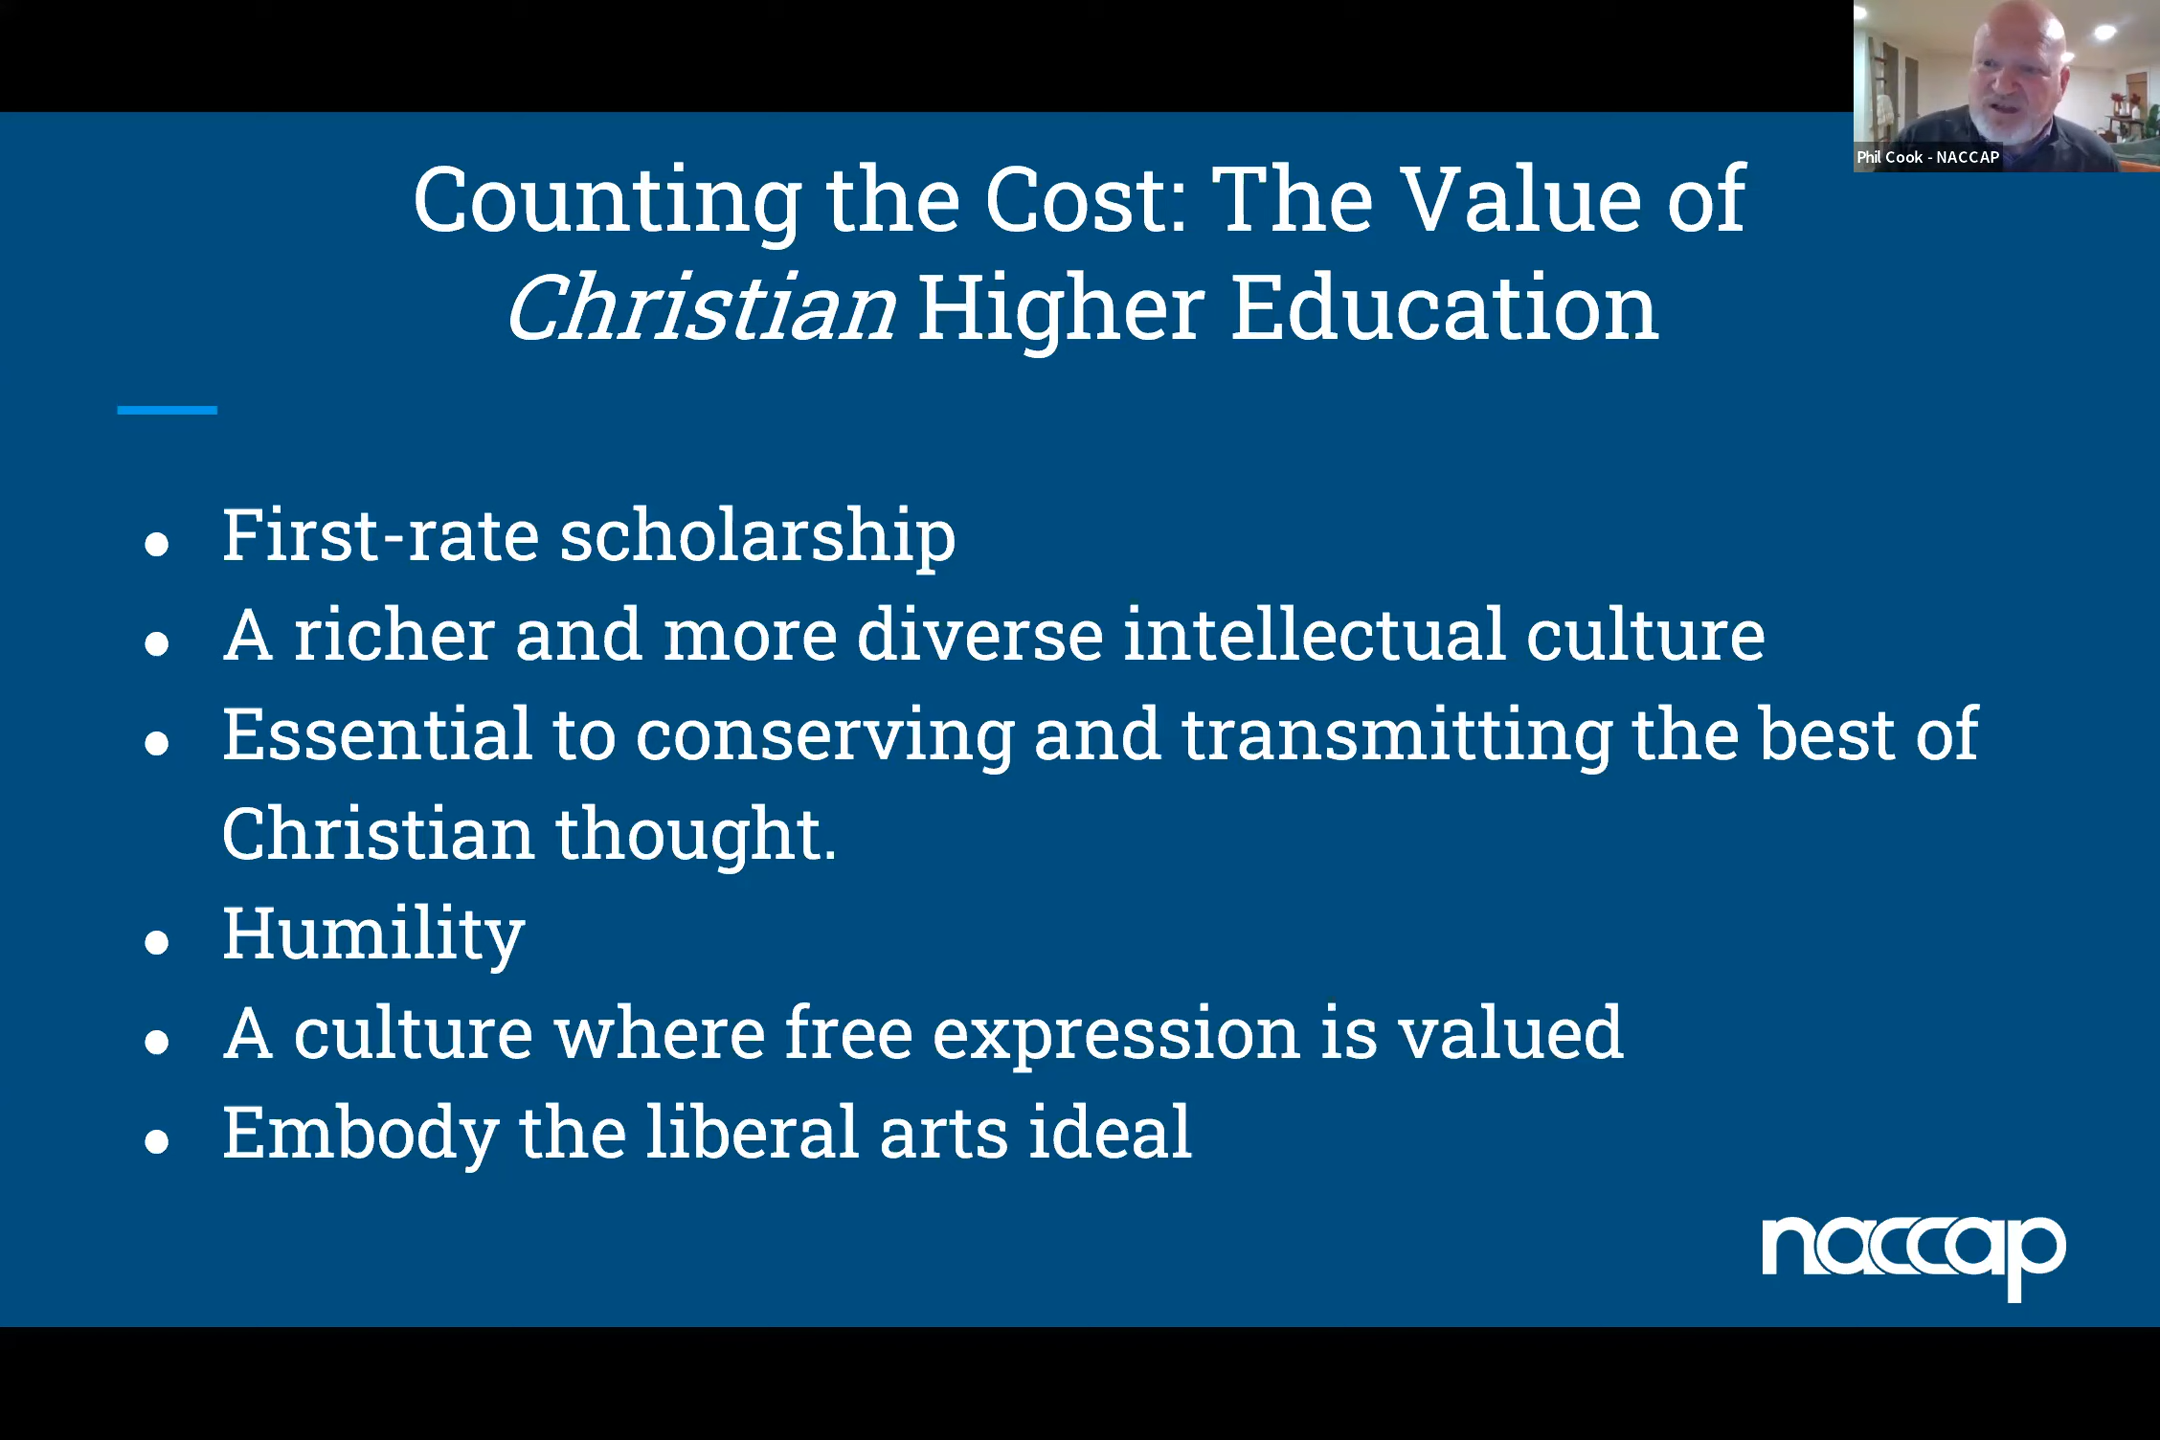 Phil Cook - NACCAP
Counting the Cost: The Value of
Christian Higher Education
● First-rate scholarship
● A richer and more diverse intellectual culture
● Essential to conserving and transmitting the best of
Christian thought.
● Humility
● A culture where free expression is valued
● Embody the liberal arts ideal
naccap